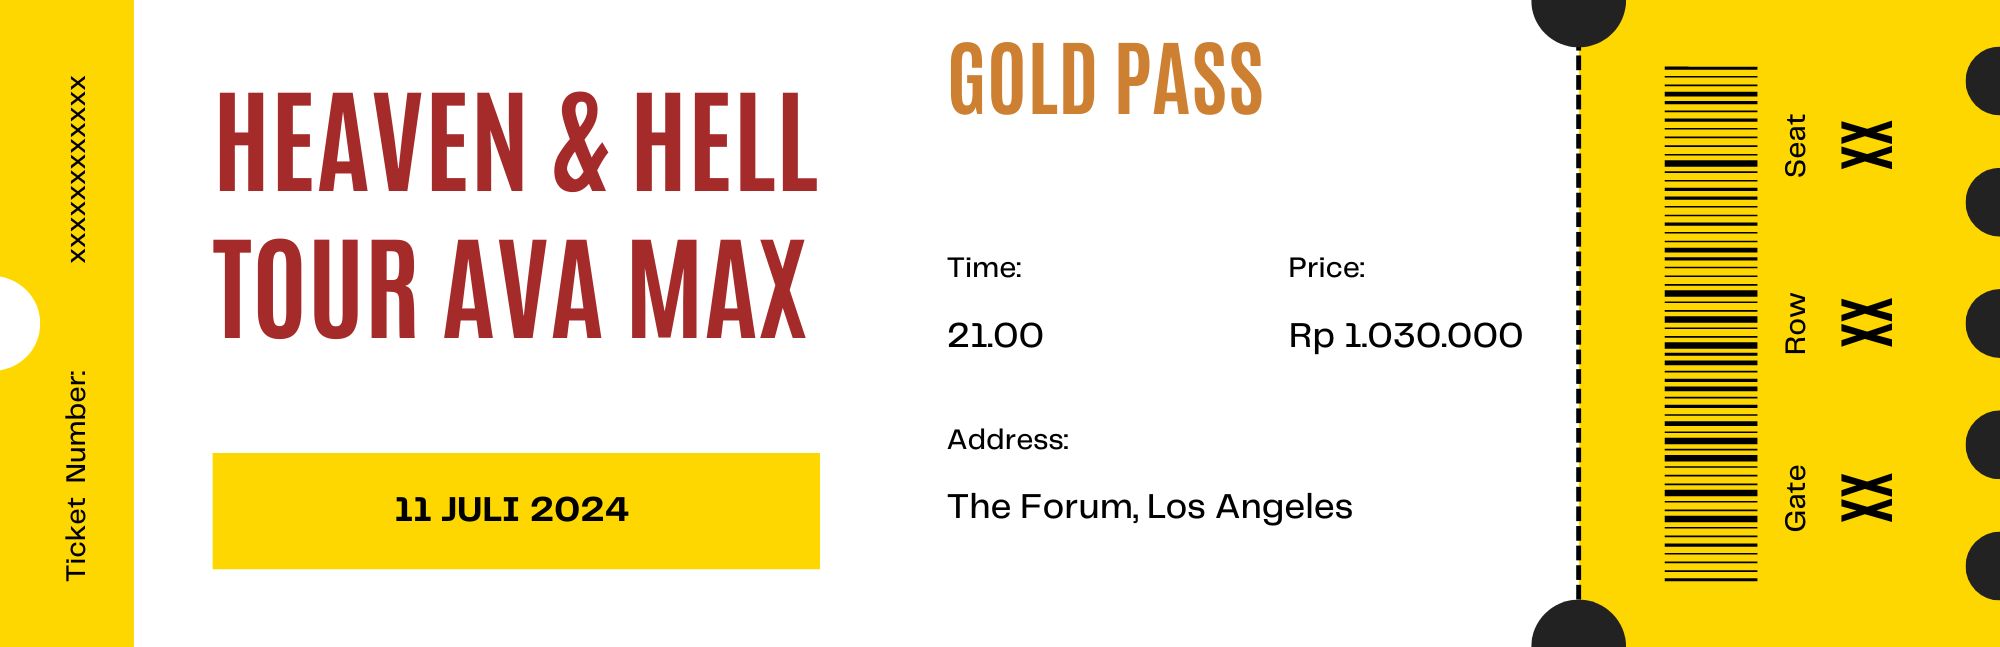 Ticket Number: xxxxxxxxxxxxx
HEAVEN & HELL
TOUR AVA MAX
11 JULI 2024
GOLD PASS
Time:
21.00
Price:
Rp 1.030.000
Address:
The Forum, Los Angeles
Seat
XX
Row
XX
Gate
XX